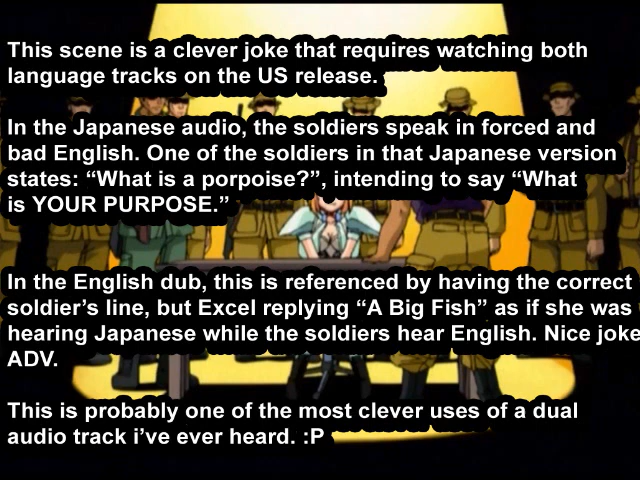 This scene is a clever joke that requires watching both
language tracks on the US release.
In the Japanese audio, the soldiers speak in forced and
bad English. One of the soldiers in that Japanese version
states: “What is a porpoise?”, intending to say “What
is YOUR PURPOSE.”
In the English dub, this is referenced by having the correct
soldier’s line, but Excel replying “A Big Fish” as if she was
hearing Japanese while the soldiers hear English. Nice joke
ADV.
This is probably one of the most clever uses of a dual
audio track i’ve ever heard. :P